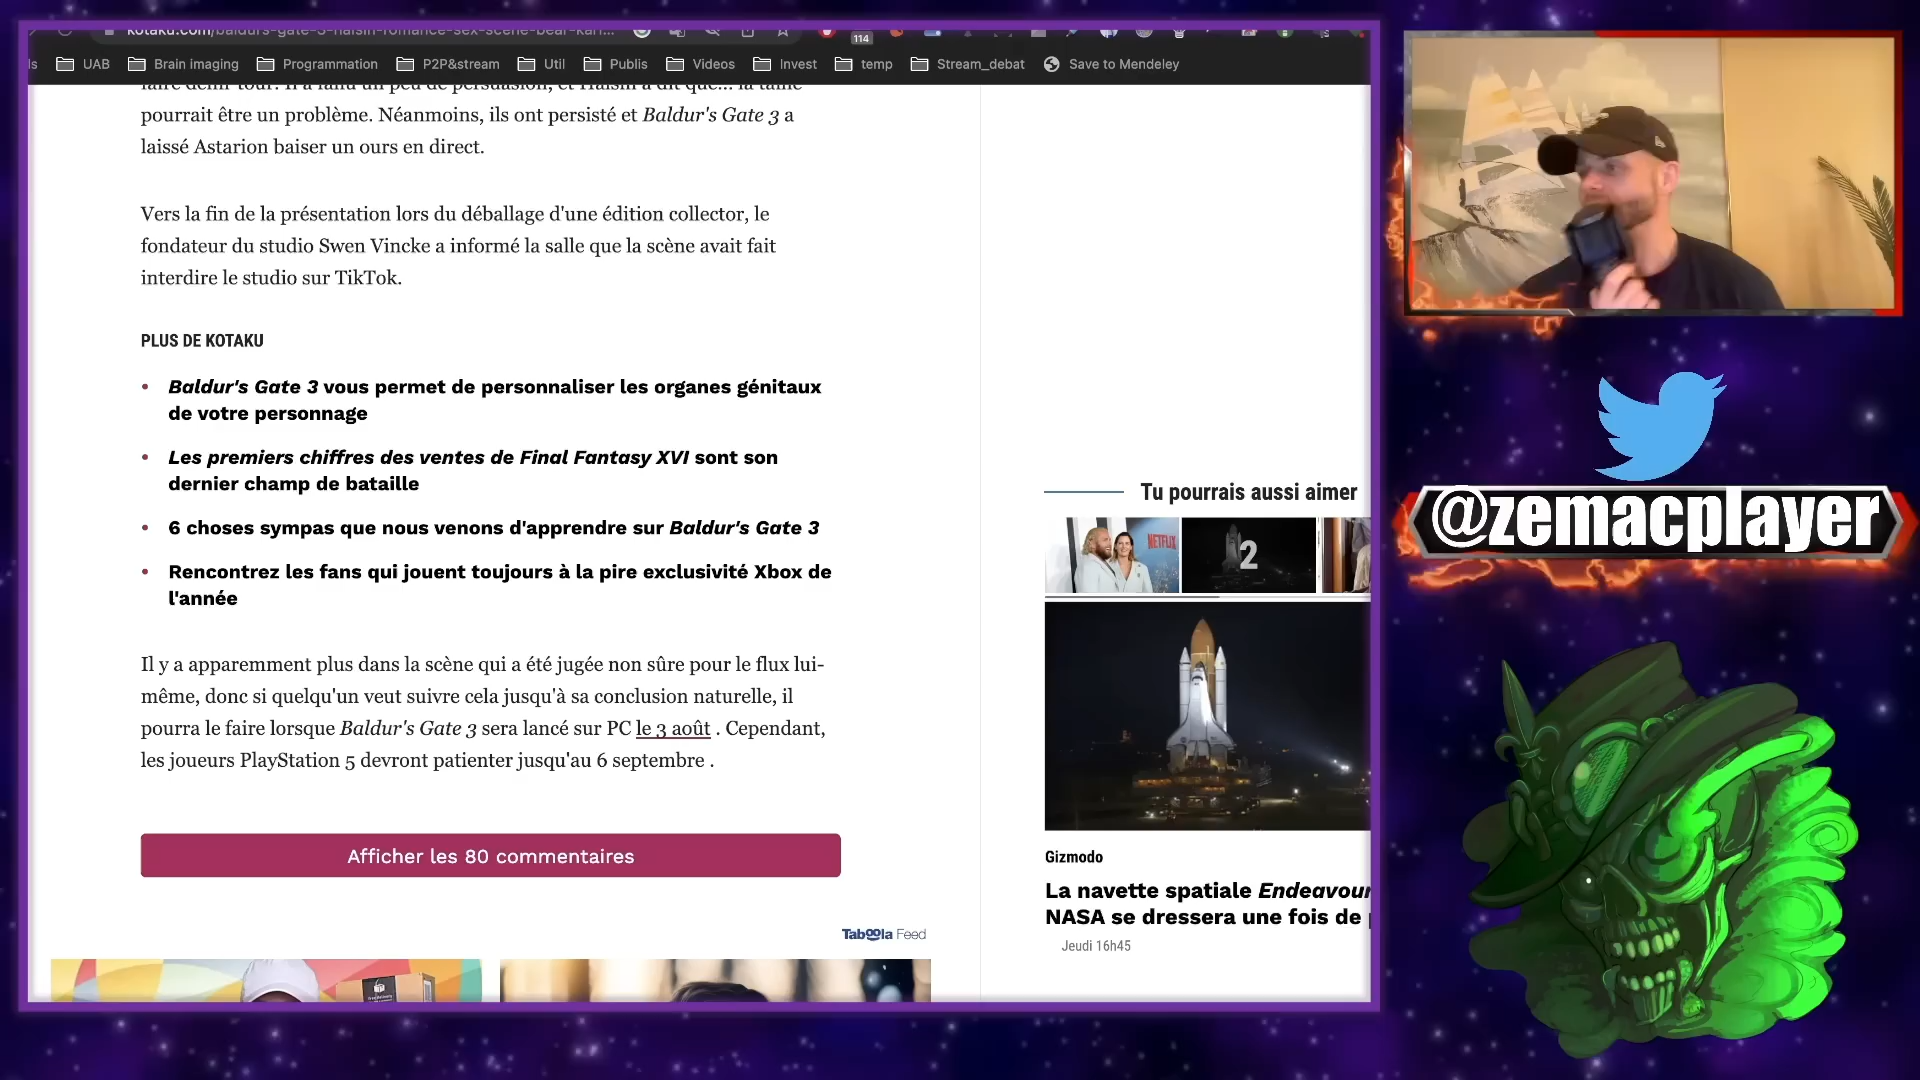 kotaku.com/baldurs-gate-3-halsin-romance-sex-scene-bear-karl...
114
ls
UAB
Brain imaging
Programmation
P2P&stream
Util
Publis
Videos
Invest
temp
Stream_debat
Save to Mendeley
faire demi-tour. Il a fallu un peu de persuasion, et Halsin a dit que... la taille
pourrait être un problème. Néanmoins, ils ont persisté et Baldur's Gate 3 a
laissé Astarion baiser un ours en direct.
Vers la fin de la présentation lors du déballage d'une édition collector, le
fondateur du studio Swen Vincke a informé la salle que la scène avait fait
interdire le studio sur TikTok.
PLUS DE KOTAKU
• Baldur's Gate 3 vous permet de personnaliser les organes génitaux
de votre personnage
• Les premiers chiffres des ventes de Final Fantasy XVI sont son
dernier champ de bataille
• 6 choses sympas que nous venons d'apprendre sur Baldur's Gate 3
• Rencontrez les fans qui jouent toujours à la pire exclusivité Xbox de
l'année
Il y a apparemment plus dans la scène qui a été jugée non sûre pour le flux lui-
même, donc si quelqu'un veut suivre cela jusqu'à sa conclusion naturelle, il
pourra le faire lorsque Baldur's Gate 3 sera lancé sur PC le 3 août . Cependant,
les joueurs PlayStation 5 devront patienter jusqu'au 6 septembre .
Afficher les 80 commentaires
Taboola Feed
Tu pourrais aussi aimer
NETFLIX
2
Gizmodo
La navette spatiale Endeavour
NASA se dressera une fois de p
Jeudi 16h45
@zemacplayer